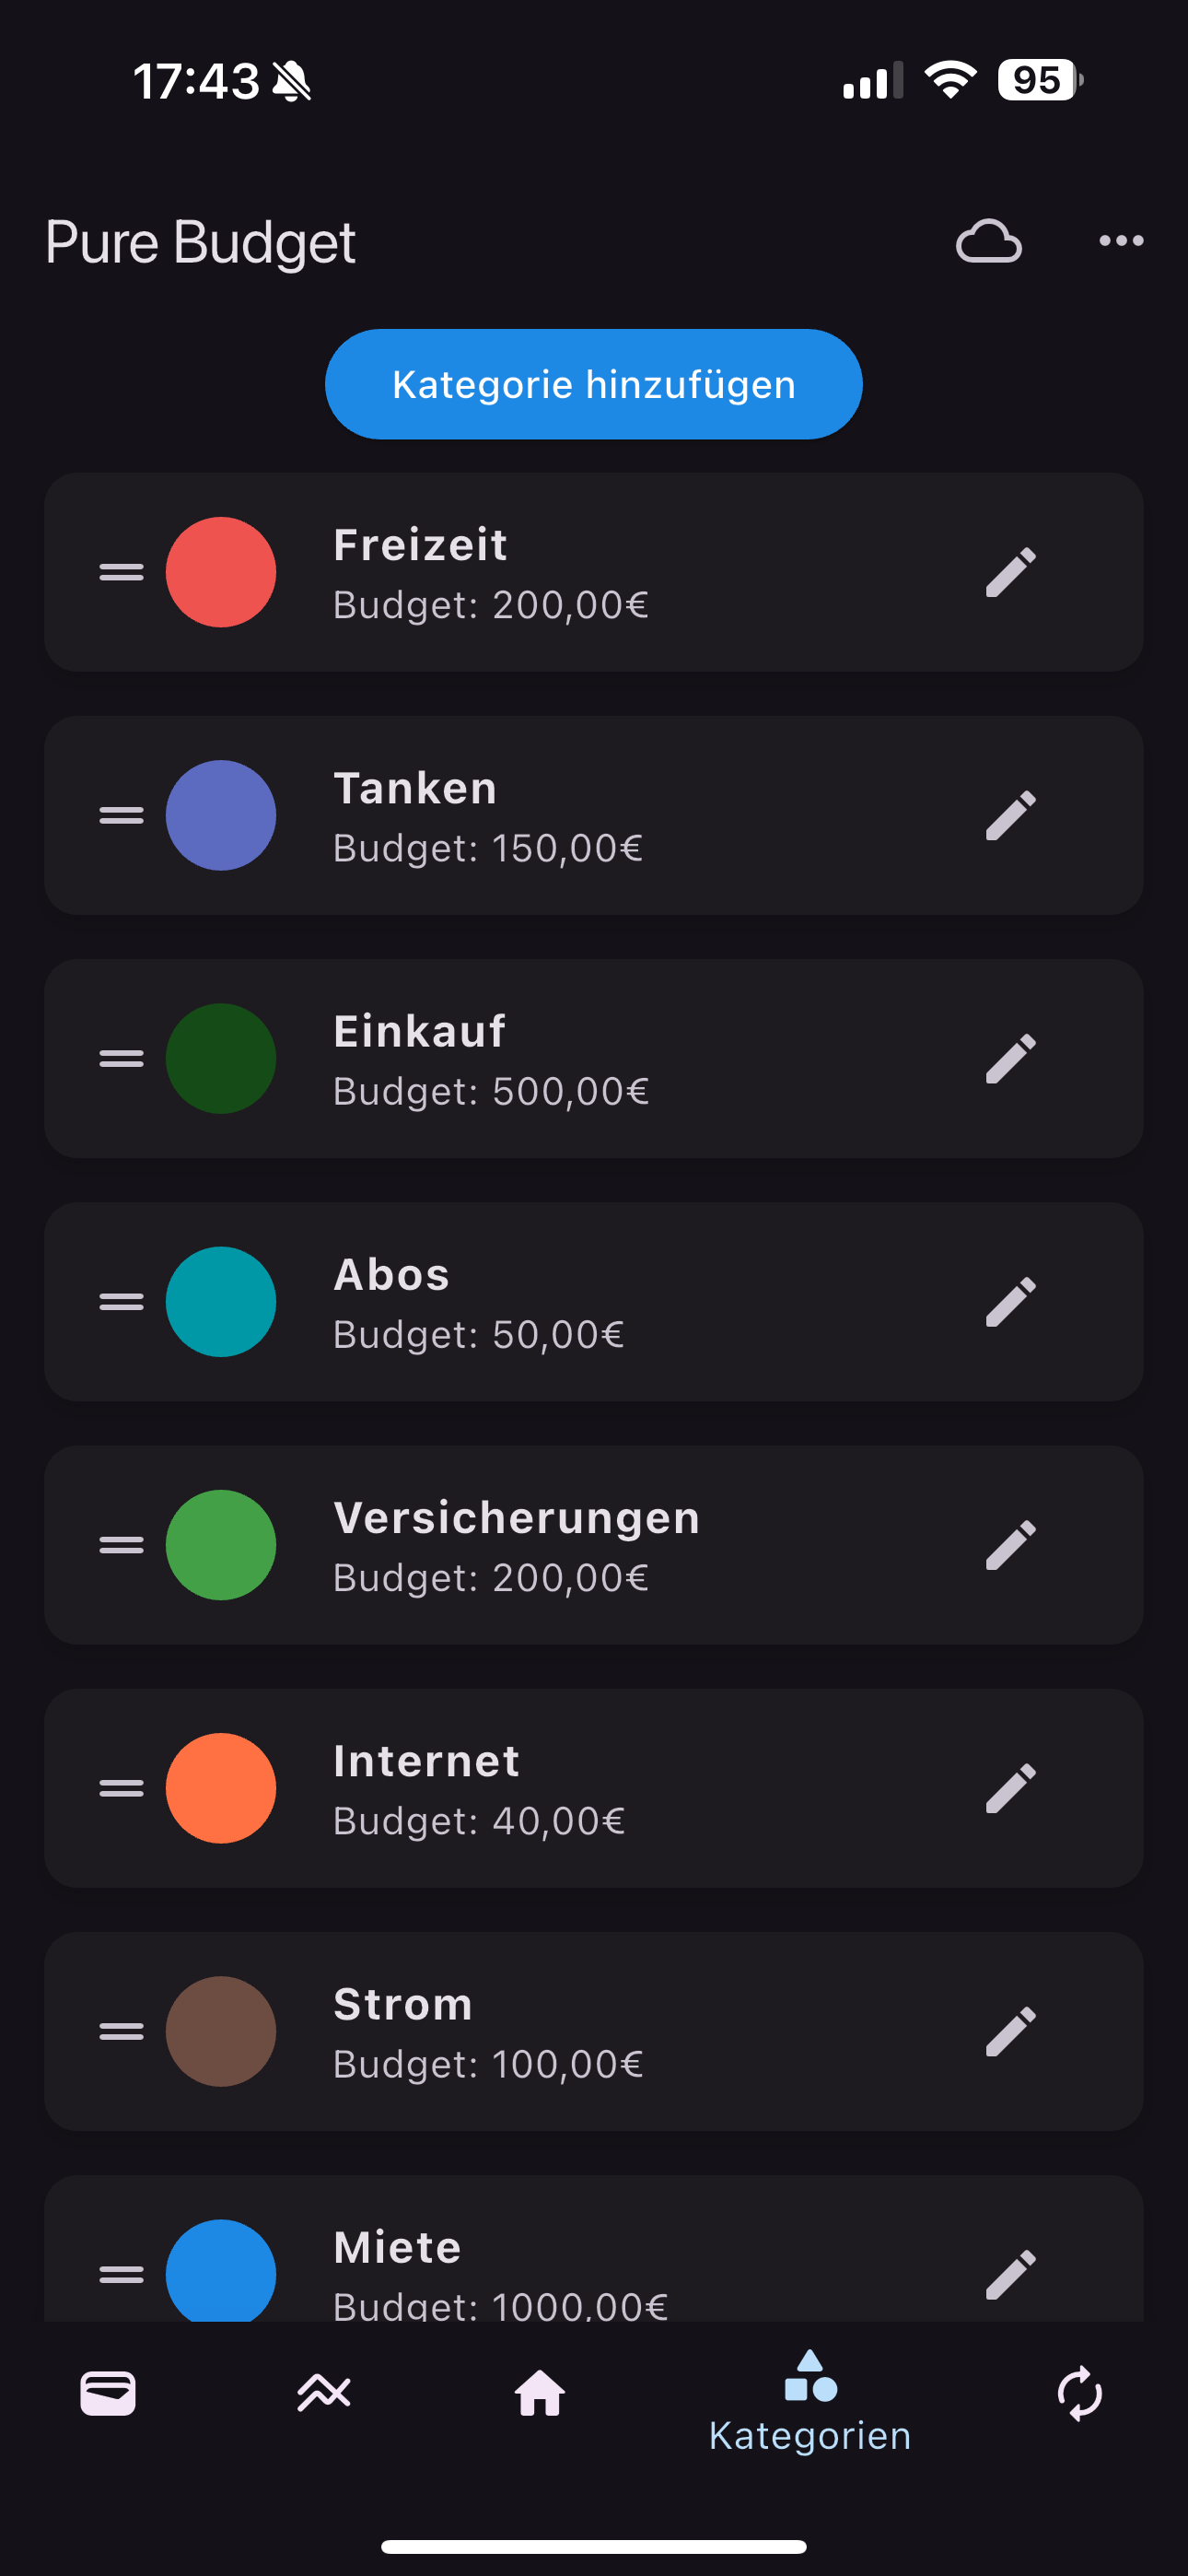 17:43
95
Pure Budget
Kategorie hinzufügen
Freizeit
Budget: 200,00€
Tanken
Budget: 150,00€
Einkauf
Budget: 500,00€
Abos
Budget: 50,00€
Versicherungen
Budget: 200,00€
Internet
Budget: 40,00€
Strom
Budget: 100,00€
Miete
Budget: 1000,00€
Kategorien